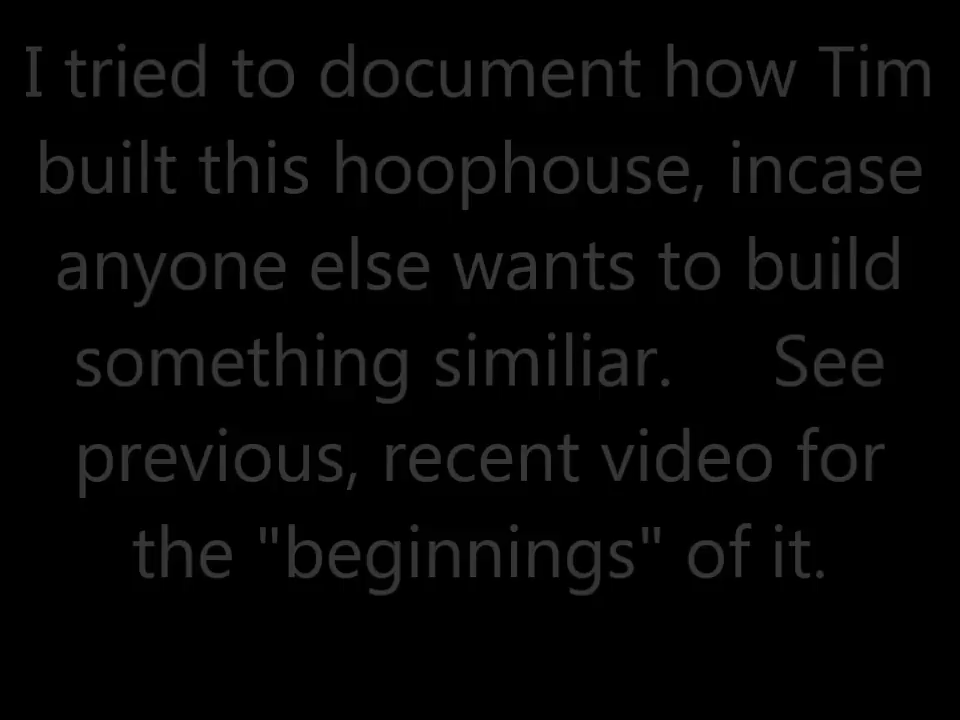 I tried to document how Tim
built this hoophouse, incase
anyone else wants to build
something similiar. See
previous, recent video for
the "beginnings" of it.